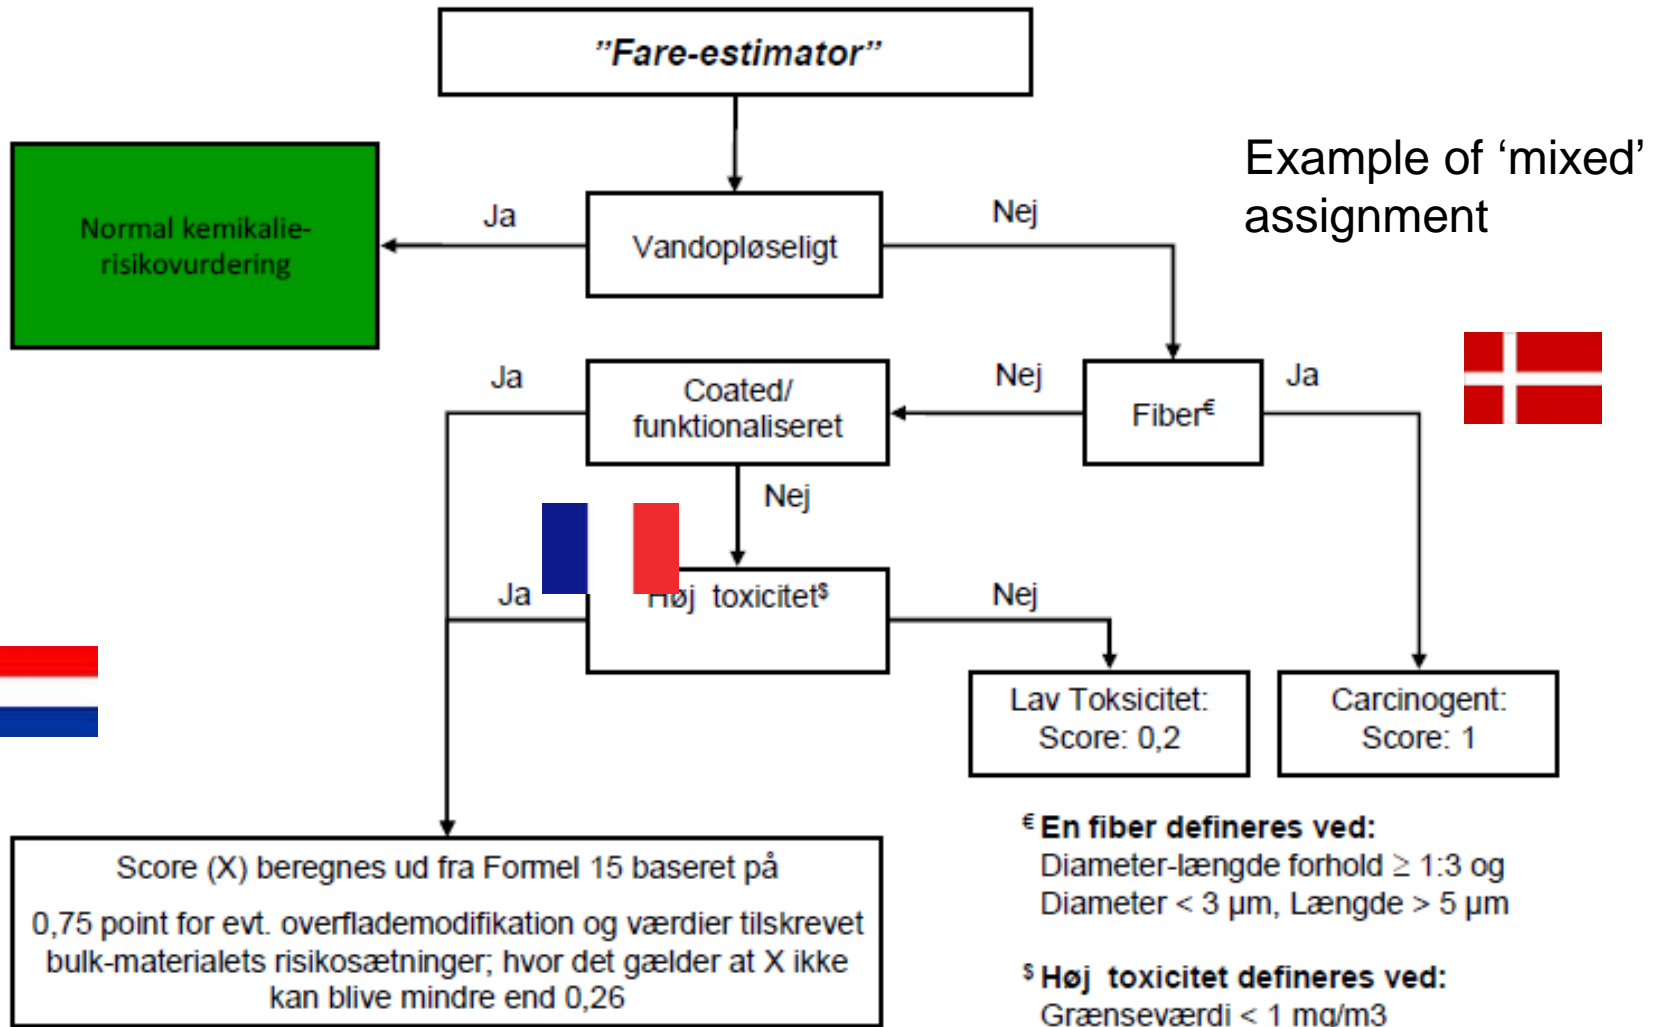 ”Fare-estimator”
Example of ‘mixed’
assignment
Normal kemikalie-
risikovurdering
Ja
Vandopløseligt
Nej
Ja
Coated/
funktionaliseret
Nej
Fiber€
Ja
Nej
Ja
Høj toxicitet$
Nej
Lav Toksicitet:
Score: 0,2
Carcinogent:
Score: 1
Score (X) beregnes ud fra Formel 15 baseret på
0,75 point for evt. overflademodifikation og værdier tilskrevet
bulk-materialets risikosætninger; hvor det gælder at X ikke
kan blive mindre end 0,26
€ En fiber defineres ved:
Diameter-længde forhold ≥ 1:3 og
Diameter < 3 µm, Længde > 5 µm
$ Høj toxicitet defineres ved:
Grænseværdi < 1 mg/m3